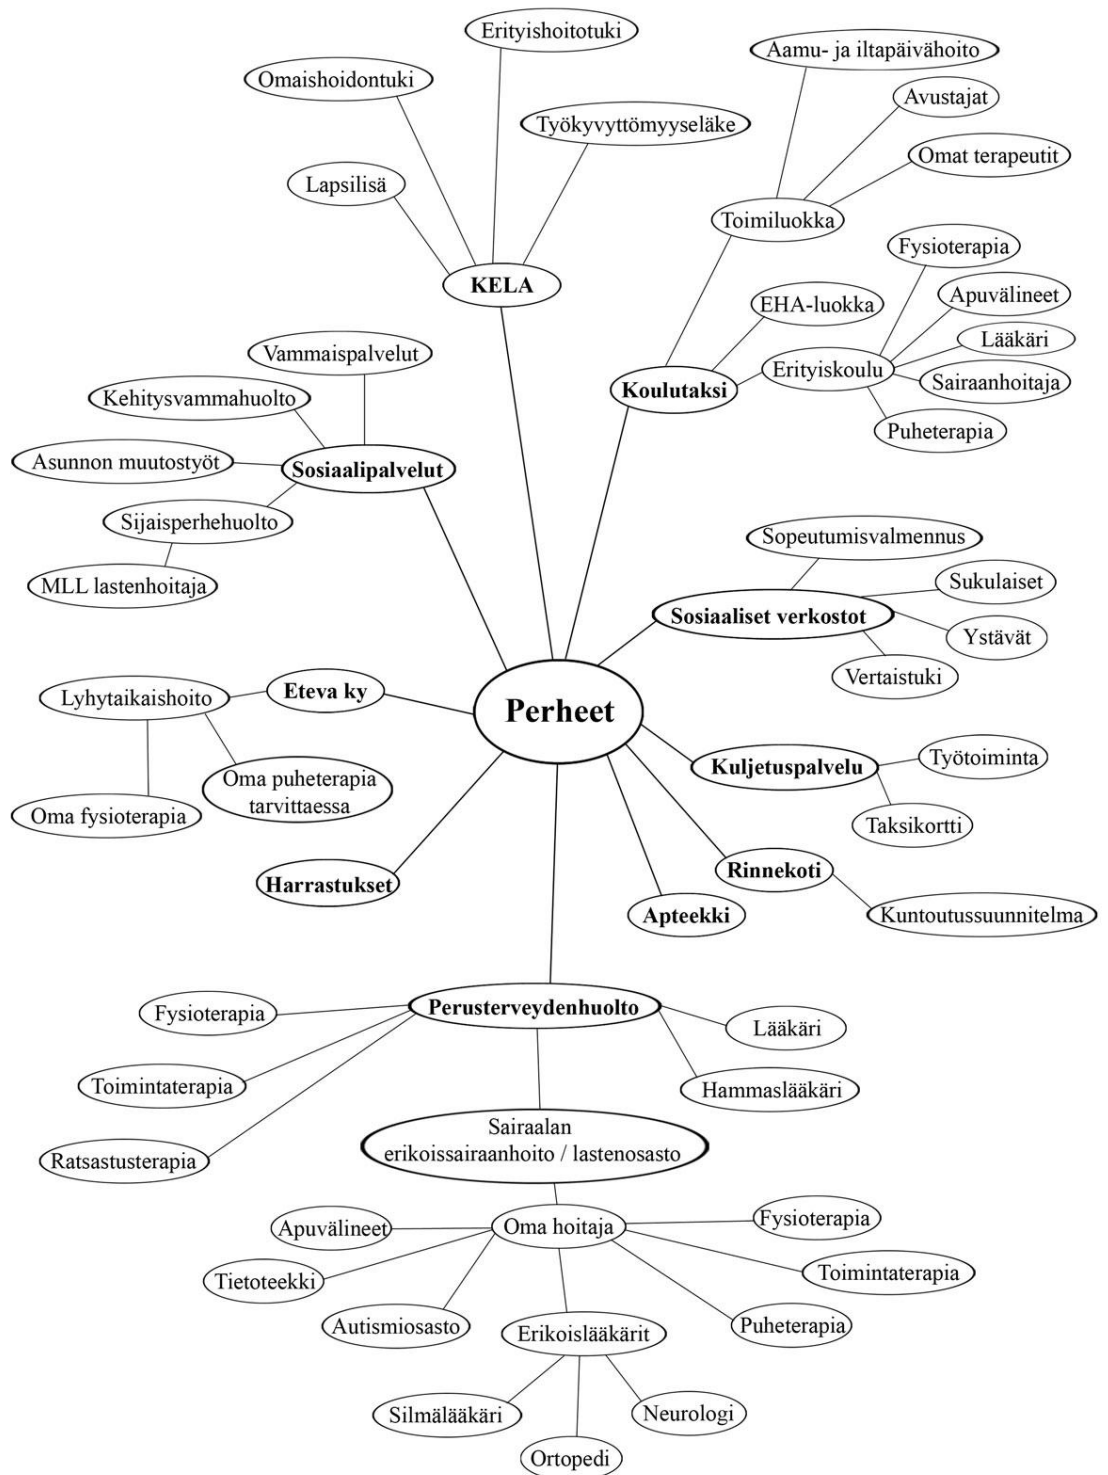 Erityishoitotuki
Omaishoidontuki
Työkyvyttömyyseläke
Lapsilisä
KELA
Aamu- ja iltapäivähoito
Avustajat
Omat terapeutit
Toimiluokka
Fysioterapia
EHA-luokka
Apuvälineet
Lääkäri
Erityiskoulu
Koulutaksi
Sairaanhoitaja
Puheterapia
Vammaispalvelut
Kehitysvammahuolto
Asunnon muutostyöt
Sosiaalipalvelut
Sijaisperhehuolto
MLL lastenhoitaja
Sopeutumisvalmennus
Sukulaiset
Sosiaaliset verkostot
Ystävät
Vertaistuki
Lyhytaikaishoito
Eteva ky
Perheet
Oma puheterapia
tarvittaessa
Oma fysioterapia
Kuljetuspalvelu
Työtoiminta
Taksikortti
Harrastukset
Rinnekoti
Apteekki
Kuntoutussuunnitelma
Perusterveydenhuolto
Fysioterapia
Lääkäri
Toimintaterapia
Hammaslääkäri
Ratsastusterapia
Sairaalan
erikoissairaanhoito / lastenosasto
Apuvälineet
Oma hoitaja
Fysioterapia
Tietoteekki
Toimintaterapia
Autismiosasto
Erikoislääkärit
Puheterapia
Silmälääkäri
Neurologi
Ortopedi